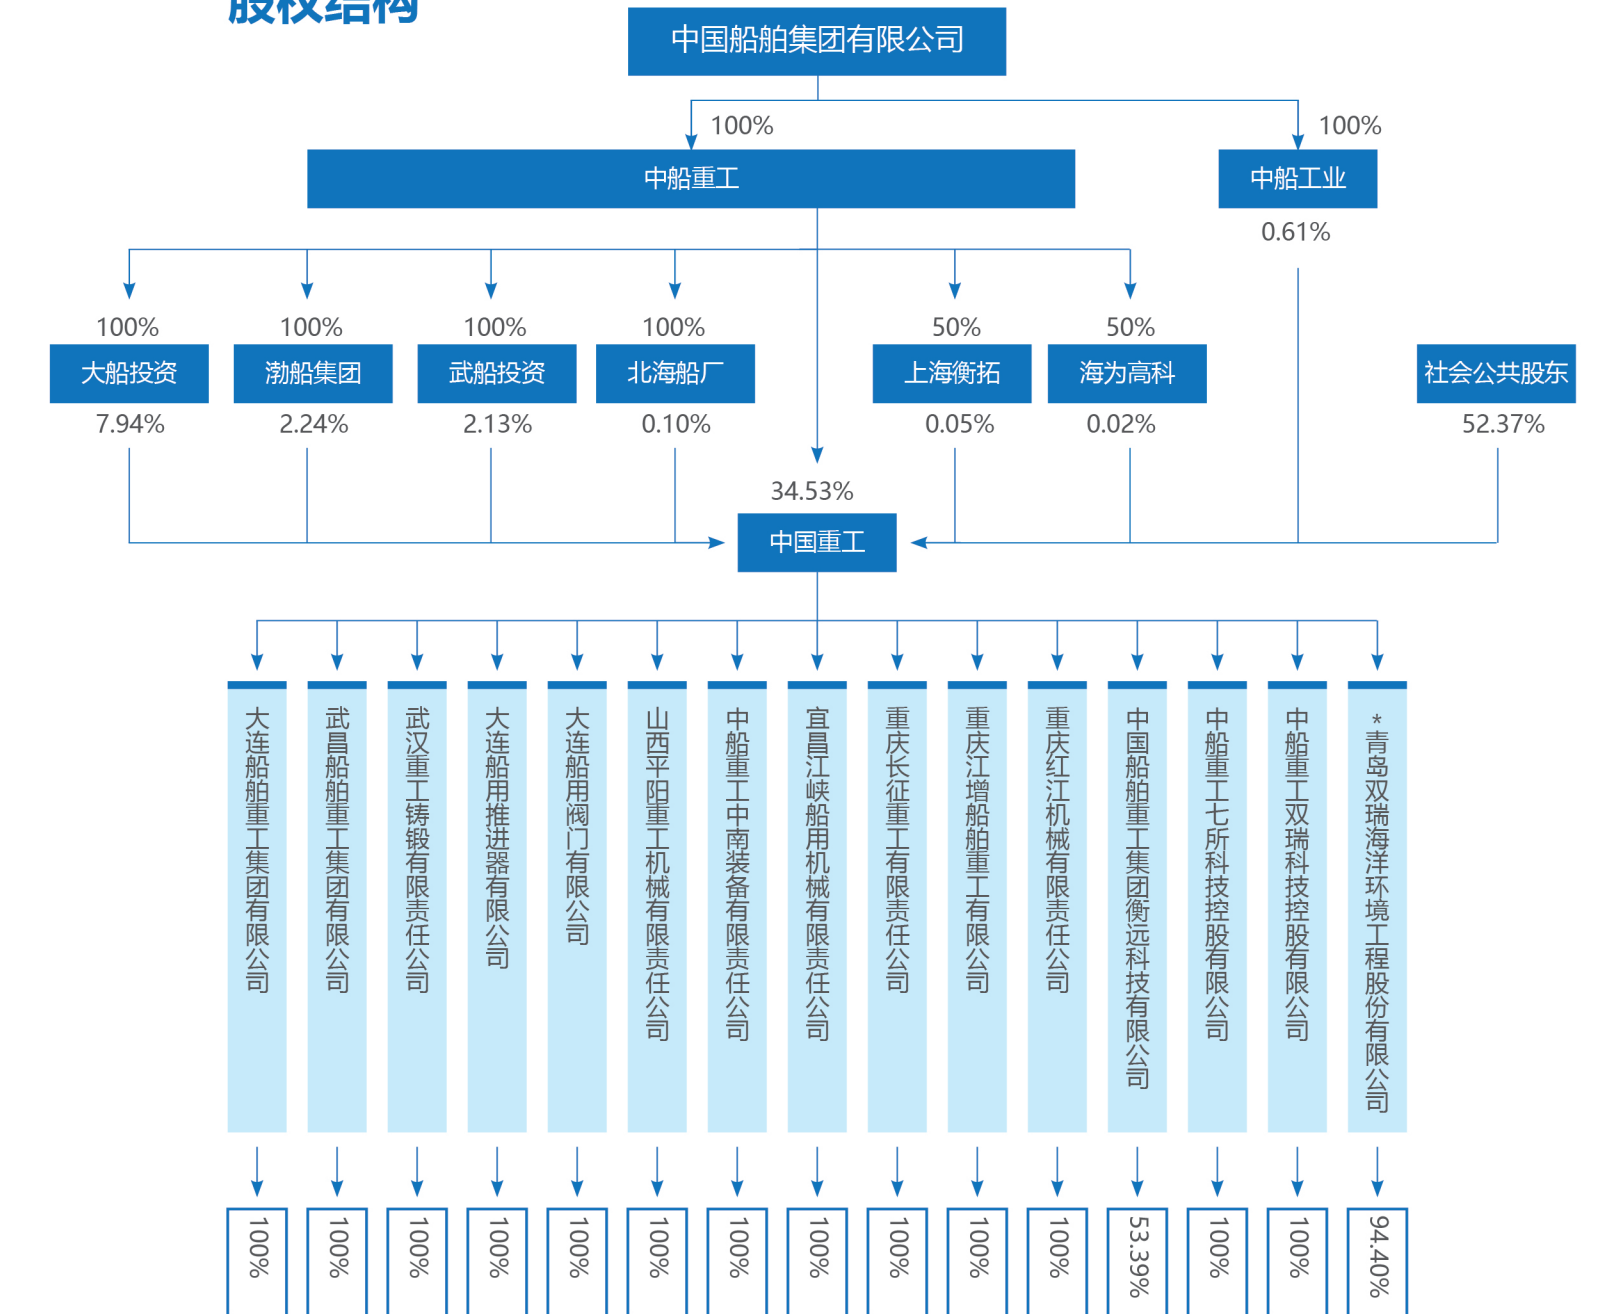 股权结构
中国船舶集团有限公司
100%
100%
中船重工
中船工业
0.61%
100%
100%
100%
100%
50%
50%
大船投资
渤船集团
武船投资
北海船厂
上海衡拓
海为高科
社会公共股东
7.94%
2.24%
2.13%
0.10%
0.05%
0.02%
52.37%
34.53%
中国重工
大连船舶重工集团有限公司
武昌船舶重工集团有限公司
武汉重工铸锻有限责任公司
大连船用推进器有限公司
大连船用阀门有限公司
山西平阳重工机械有限责任公司
中船重工中南装备有限责任公司
宜昌江峡船用机械有限责任公司
重庆长征重工有限责任公司
重庆江增船舶重工有限公司
重庆红江机械有限责任公司
中国船舶重工集团衡远科技有限公司
中船重工七所科技控股有限公司
中船重工双瑞科技控股有限公司
*青岛双瑞海洋环境工程股份有限公司
100%
100%
100%
100%
100%
100%
100%
100%
100%
100%
100%
53.39%
100%
100%
94.40%